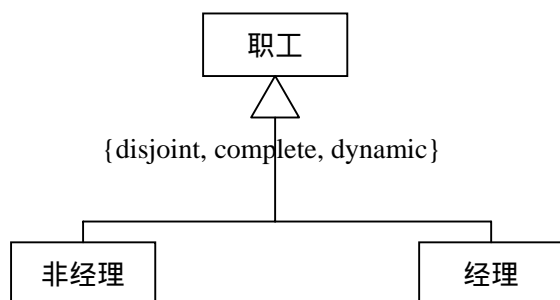 职工
{disjoint, complete, dynamic}
非经理
经理